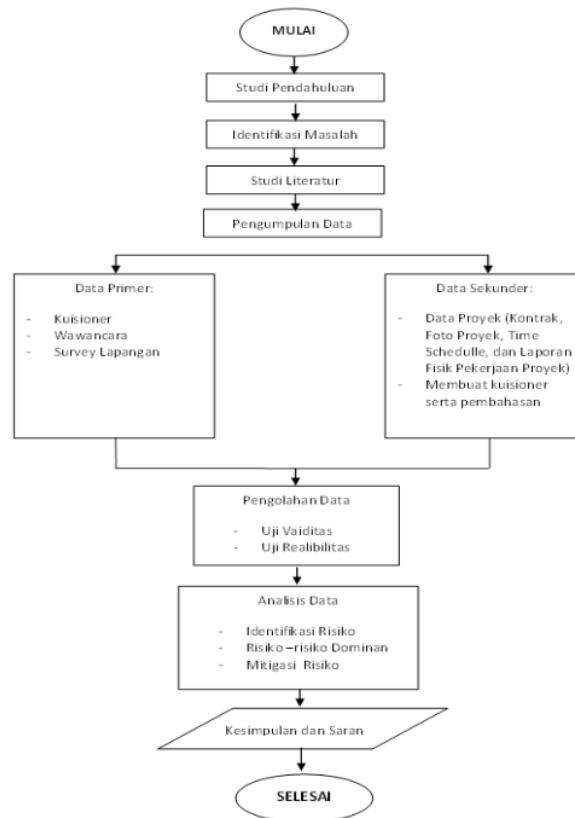 MULAI
Studi Pendahuluan
Identifikasi Masalah
Studi Literatur
Pengumpulan Data
Data Primer:
- Kuisioner
- Wawancara
- Survey Lapangan
Data Sekunder:
- Data Proyek (Kontrak,
Foto Proyek, Time
Schedulle, dan Laporan
Fisik Pekerjaan Proyek)
- Membuat kuisioner
serta pembahasan
Pengolahan Data
- Uji Vaiditas
- Uji Realibilitas
Analisis Data
- Identifikasi Risiko
- Risiko –risiko Dominan
- Mitigasi Risiko
Kesimpulan dan Saran
SELESAI